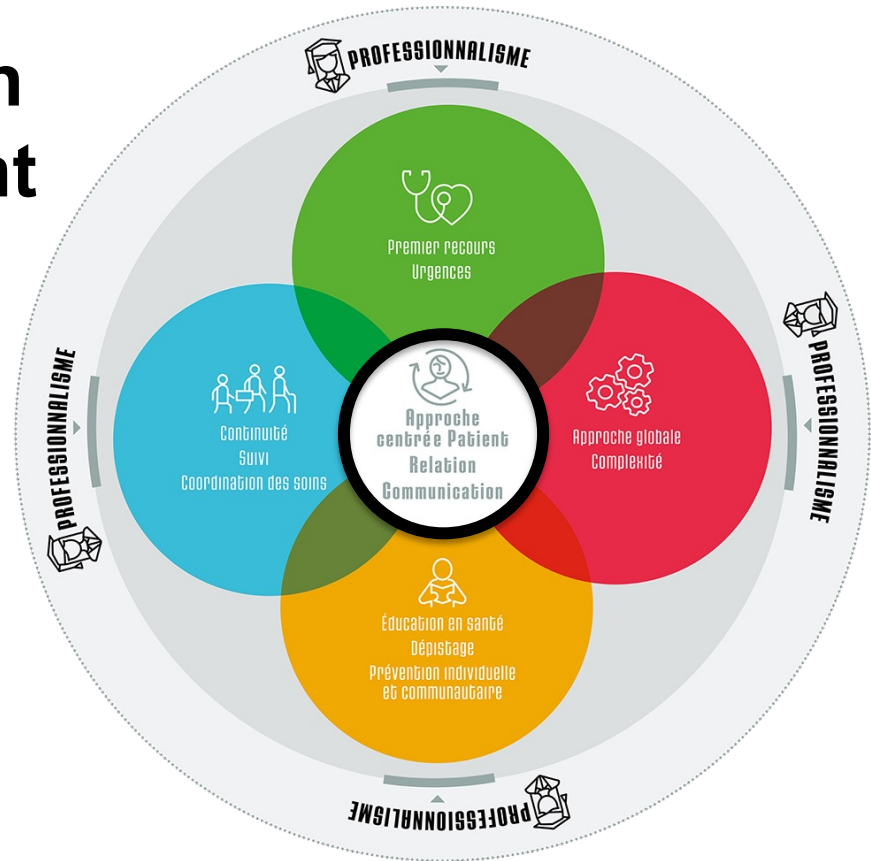 n
nt
PROFESSIONNALISME
Premier recours
Urgences
PROFESSIONNALISME
Continuité
Suivi
Coordination des soins
Approche
centrée Patient
Relation
Communication
Approche globale
Complexité
PROFESSIONNALISME
Éducation en santé
Dépistage
Prévention individuelle
et communautaire
PROFESSIONNALISME